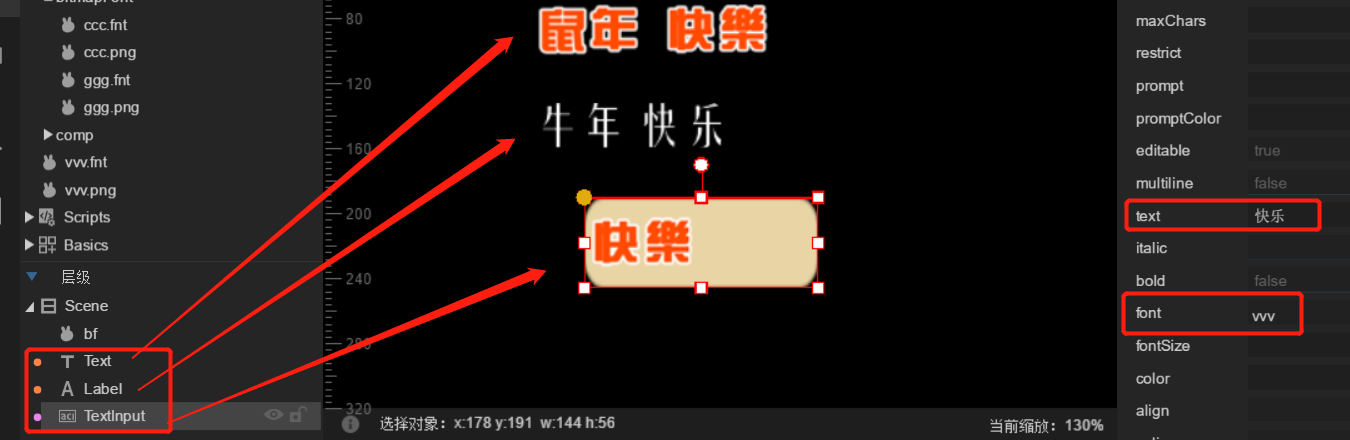 bitmapFont
ccc.fnt
ccc.png
ggg.fnt
ggg.png
comp
vvv.fnt
vvv.png
Scripts
Basics
层级
Scene
bf
Text
Label
TextInput
80
120
160
200
240
280
320
鼠年 快樂
牛年 快乐
快樂
选择对象：x:178 y:191 w:144 h:56
当前缩放：130%
maxChars
restrict
prompt
promptColor
editable true
multiline false
text 快乐
italic
bold false
font vvv
fontSize
color
align